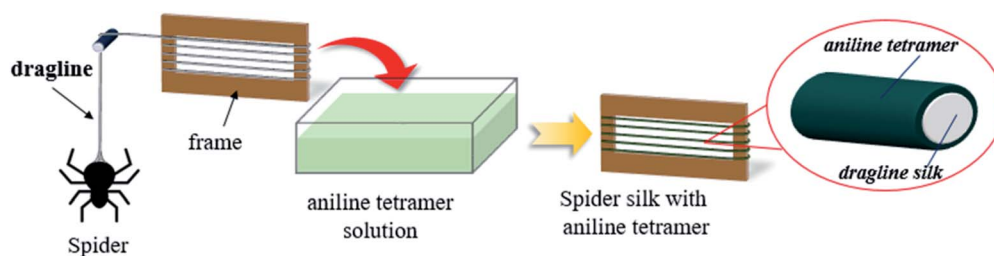 dragline
frame
Spider
aniline tetramer
solution
Spider silk with
aniline tetramer
aniline tetramer
dragline silk